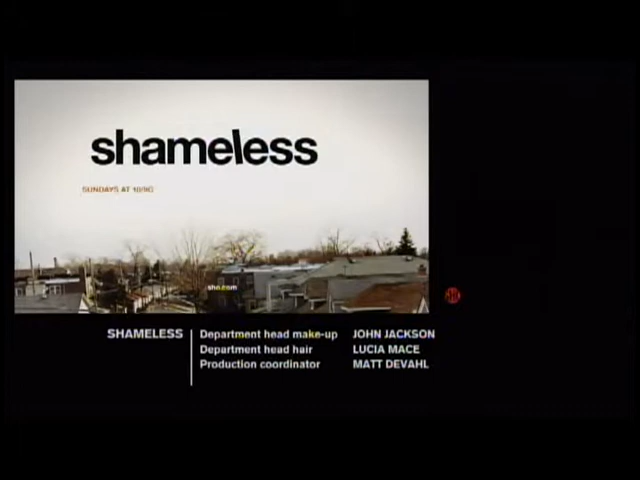 shameless
SUNDAYS AT 10/9C
sho.com
SHAMELESS
Department head make-up JOHN JACKSON
Department head hair LUCIA MACE
Production coordinator MATT DEVAHL